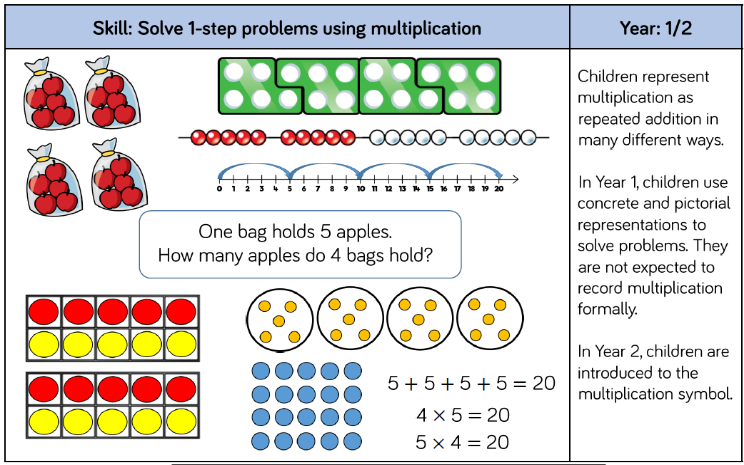 Skill: Solve 1-step problems using multiplication
Year: 1/2
0 1 2 3 4 5 6 7 8 9 10 11 12 13 14 15 16 17 18 19 20
One bag holds 5 apples.
How many apples do 4 bags hold?
5 + 5 + 5 + 5 = 20
4 × 5 = 20
5 × 4 = 20
Children represent
multiplication as
repeated addition in
many different ways.
In Year 1, children use
concrete and pictorial
representations to
solve problems. They
are not expected to
record multiplication
formally.
In Year 2, children are
introduced to the
multiplication symbol.